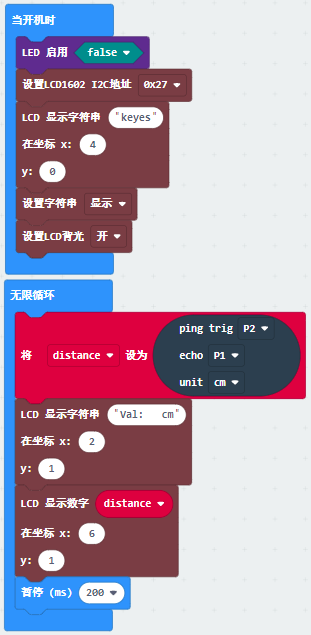 当开机时
LED 启用 false
设置LCD1602 I2C地址 0x27
LCD 显示字符串 "keyes"
在坐标 x: 4
y: 0
设置字符串 显示
设置LCD背光 开
无限循环
将 distance 设为 ping trig P2
echo P1
unit cm
LCD 显示字符串 "Val:   cm"
在坐标 x: 2
y: 1
LCD 显示数字 distance
在坐标 x: 6
y: 1
暂停 (ms) 200